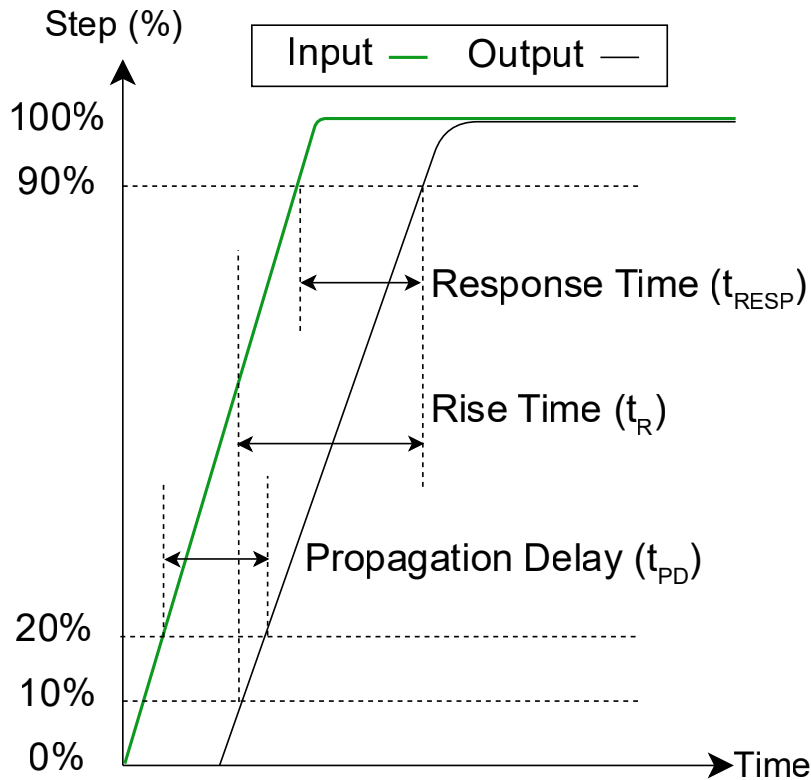 Step (%)
Input Output
100%
90%
Response Time (tRESP)
Rise Time (tR)
Propagation Delay (tPD)
20%
10%
0%
Time